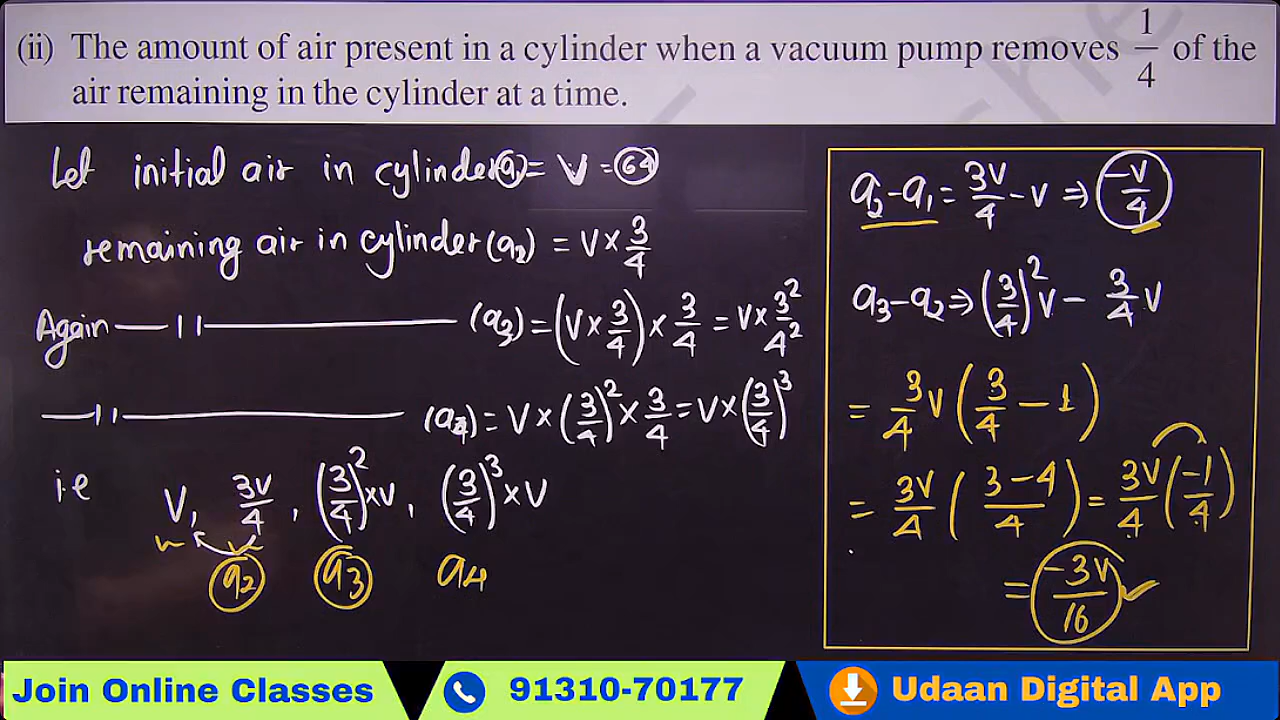 (ii) The amount of air present in a cylinder when a vacuum pump removes 1/4 of the
air remaining in the cylinder at a time.
Let initial air in cylinder (a₁) = V = 64
remaining air in cylinder (a₂) = V × 3/4
Again —— 11 —————— (a₃) = (V × 3/4) × 3/4 = V × 3²/4²
—— 11 —————— (a₄) = V × (3/4)² × 3/4 = V × (3/4)³
i.e V, 3V/4, (3/4)² × V, (3/4)³ × V
a₂ a₃ a₄
a₂ - a₁ = 3V/4 - V ⇒ -V/4
a₃ - a₂ ⇒ (3/4)² V - 3/4 V
= 3/4 V (3/4 - 1)
= 3V/4 (3-4/4) = 3V/4 (-1/4)
= -3V/16 ✓
Join Online Classes
91310-70177
Udaan Digital App